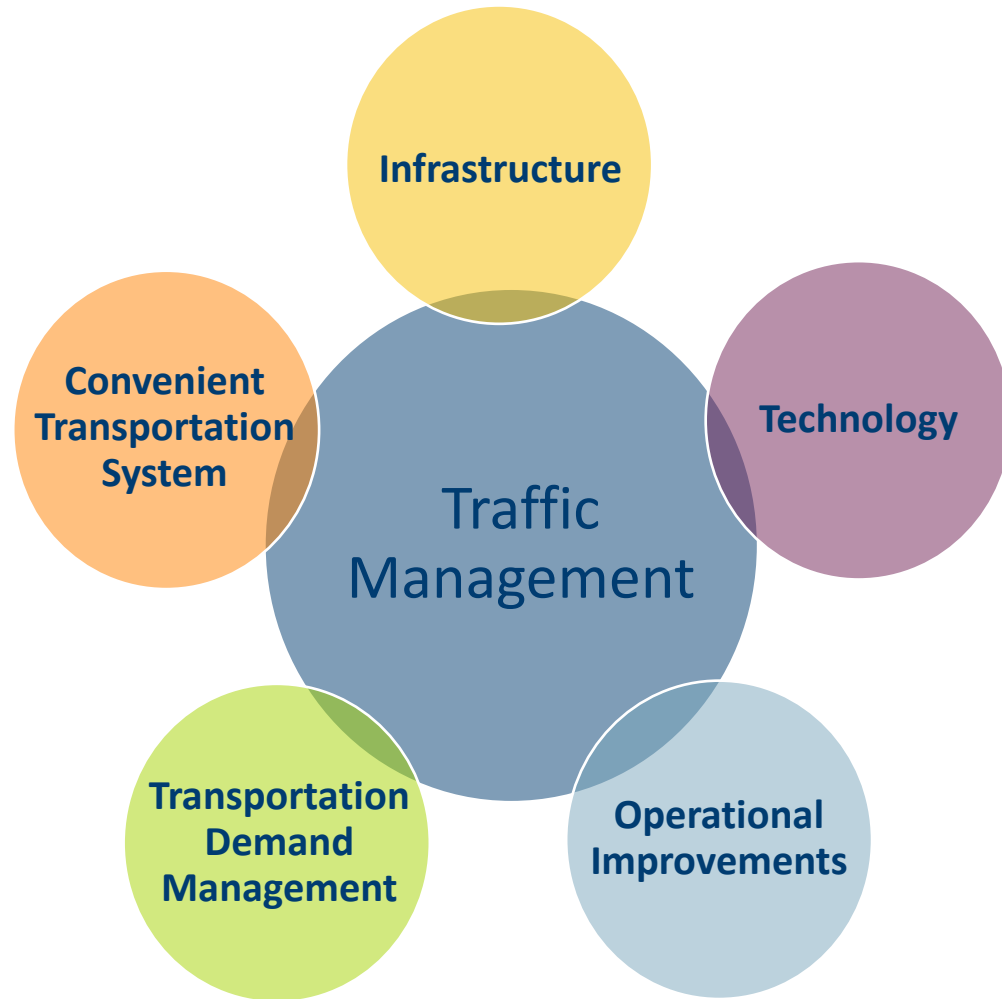 Infrastructure
Technology
Operational
Improvements
Transportation
Demand
Management
Convenient
Transportation
System
Traffic
Management